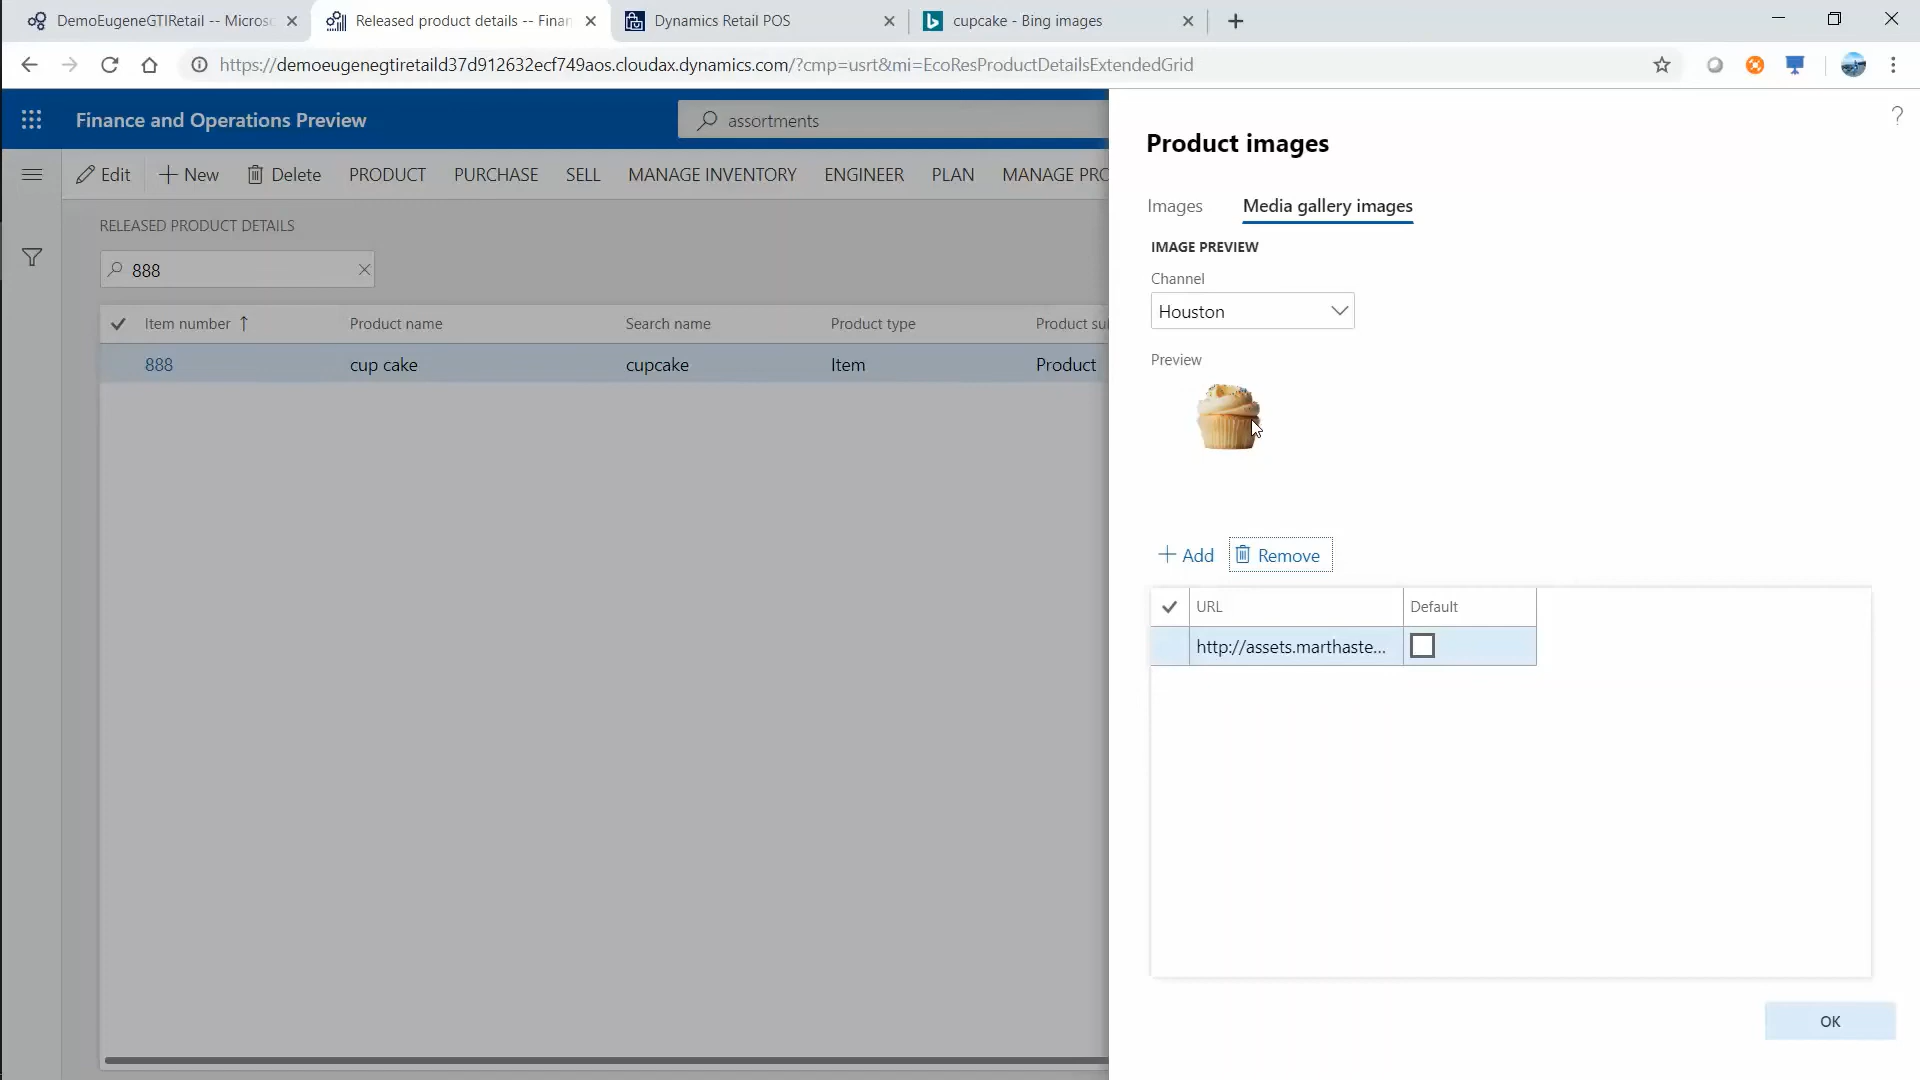 DemoEugeneGTIRetail -- Micros
Released product details -- Finan
Dynamics Retail POS
cupcake - Bing images
https://demoeugenegtiretaild37d912632ecf749aos.cloudax.dynamics.com/?cmp=usrt&mi=EcoResProductDetailsExtendedGrid
Finance and Operations Preview
assortments
?
Product images
Edit
New
Delete
PRODUCT
PURCHASE
SELL
MANAGE INVENTORY
ENGINEER
PLAN
MANAGE PRO
Images
Media gallery images
RELEASED PRODUCT DETAILS
888
IMAGE PREVIEW
Channel
Houston
Item number
Product name
Search name
Product type
Product su
888
cup cake
cupcake
Item
Product
Preview
Add
Remove
URL
Default
http://assets.marthaste...
OK